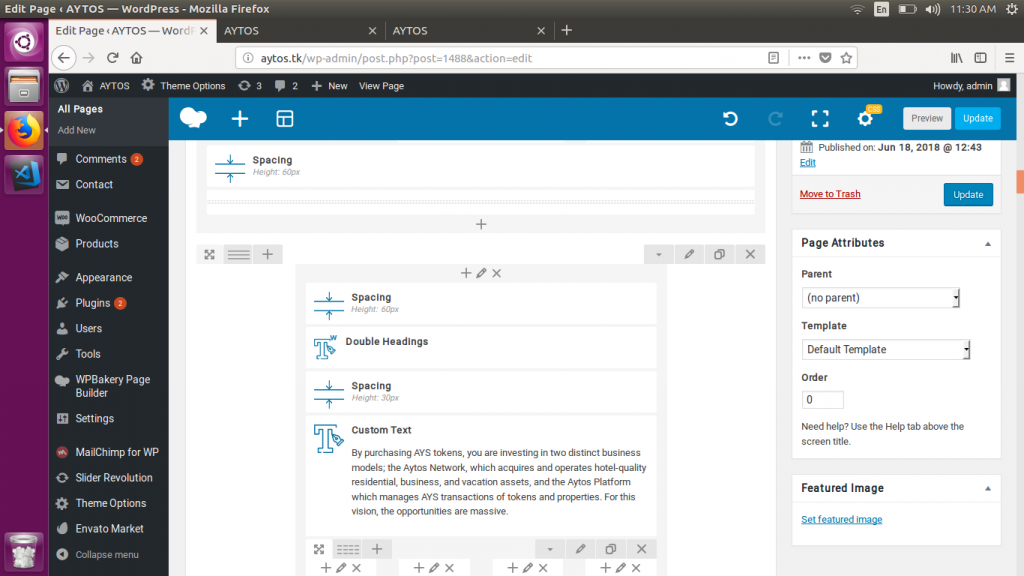 Edit Page ‹ AYTOS — WordPress - Mozilla Firefox
En
11:30 AM
Edit Page ‹ AYTOS — Word
AYTOS
AYTOS
aytos.tk/wp-admin/post.php?post=1488&action=edit
AYTOS
Theme Options
3
2
New
View Page
Howdy, admin
All Pages
Add New
Comments 2
Contact
WooCommerce
Products
Appearance
Plugins 2
Users
Tools
WPBakery Page
Builder
Settings
MailChimp for WP
Slider Revolution
Theme Options
Envato Market
Collapse menu
CSS
Preview
Update
Spacing
Height: 60px
Spacing
Height: 60px
Double Headings
Spacing
Height: 30px
Custom Text
By purchasing AYS tokens, you are investing in two distinct business
models; the Aytos Network, which acquires and operates hotel-quality
residential, business, and vacation assets, and the Aytos Platform
which manages AYS transactions of tokens and properties. For this
vision, the opportunities are massive.
Published on: Jun 18, 2018 @ 12:43
Edit
Move to Trash
Update
Page Attributes
Parent
(no parent)
Template
Default Template
Order
0
Need help? Use the Help tab above the
screen title.
Featured Image
Set featured image